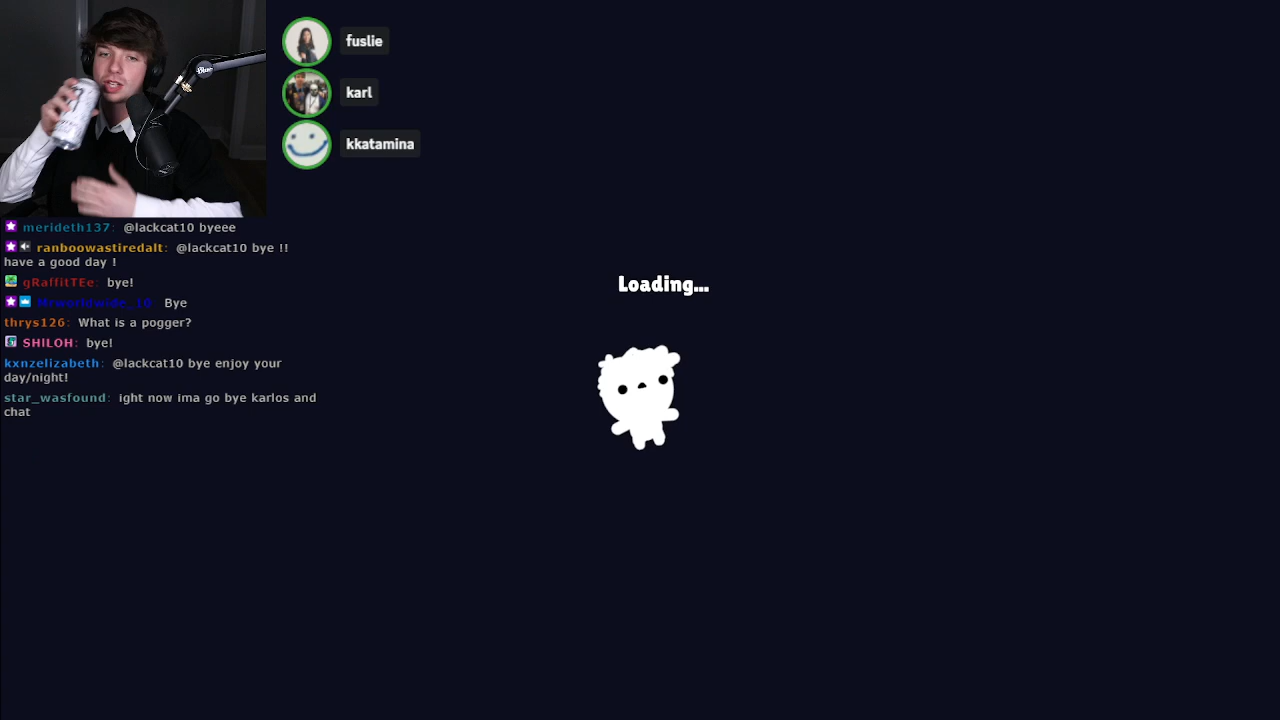 fuslie
karl
kkatamina
merideth137: @lackcat10 byeee
ranboowastiredalt: @lackcat10 bye !!
have a good day !
gRaffitTEe: bye!
Mrworldwide_10 Bye
thrys126: What is a pogger?
SHILOH: bye!
kxnzelizabeth: @lackcat10 bye enjoy your
day/night!
star_wasfound: ight now ima go bye karlos and
chat
Loading...